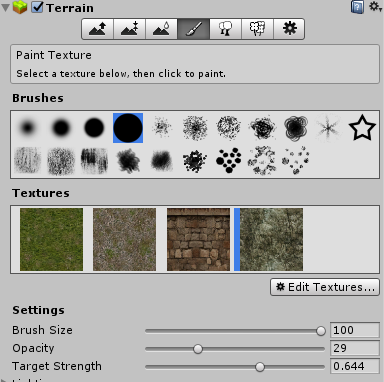 Terrain
Paint Texture
Select a texture below, then click to paint.
Brushes
Textures
Edit Textures...
Settings
Brush Size 100
Opacity 29
Target Strength 0.644